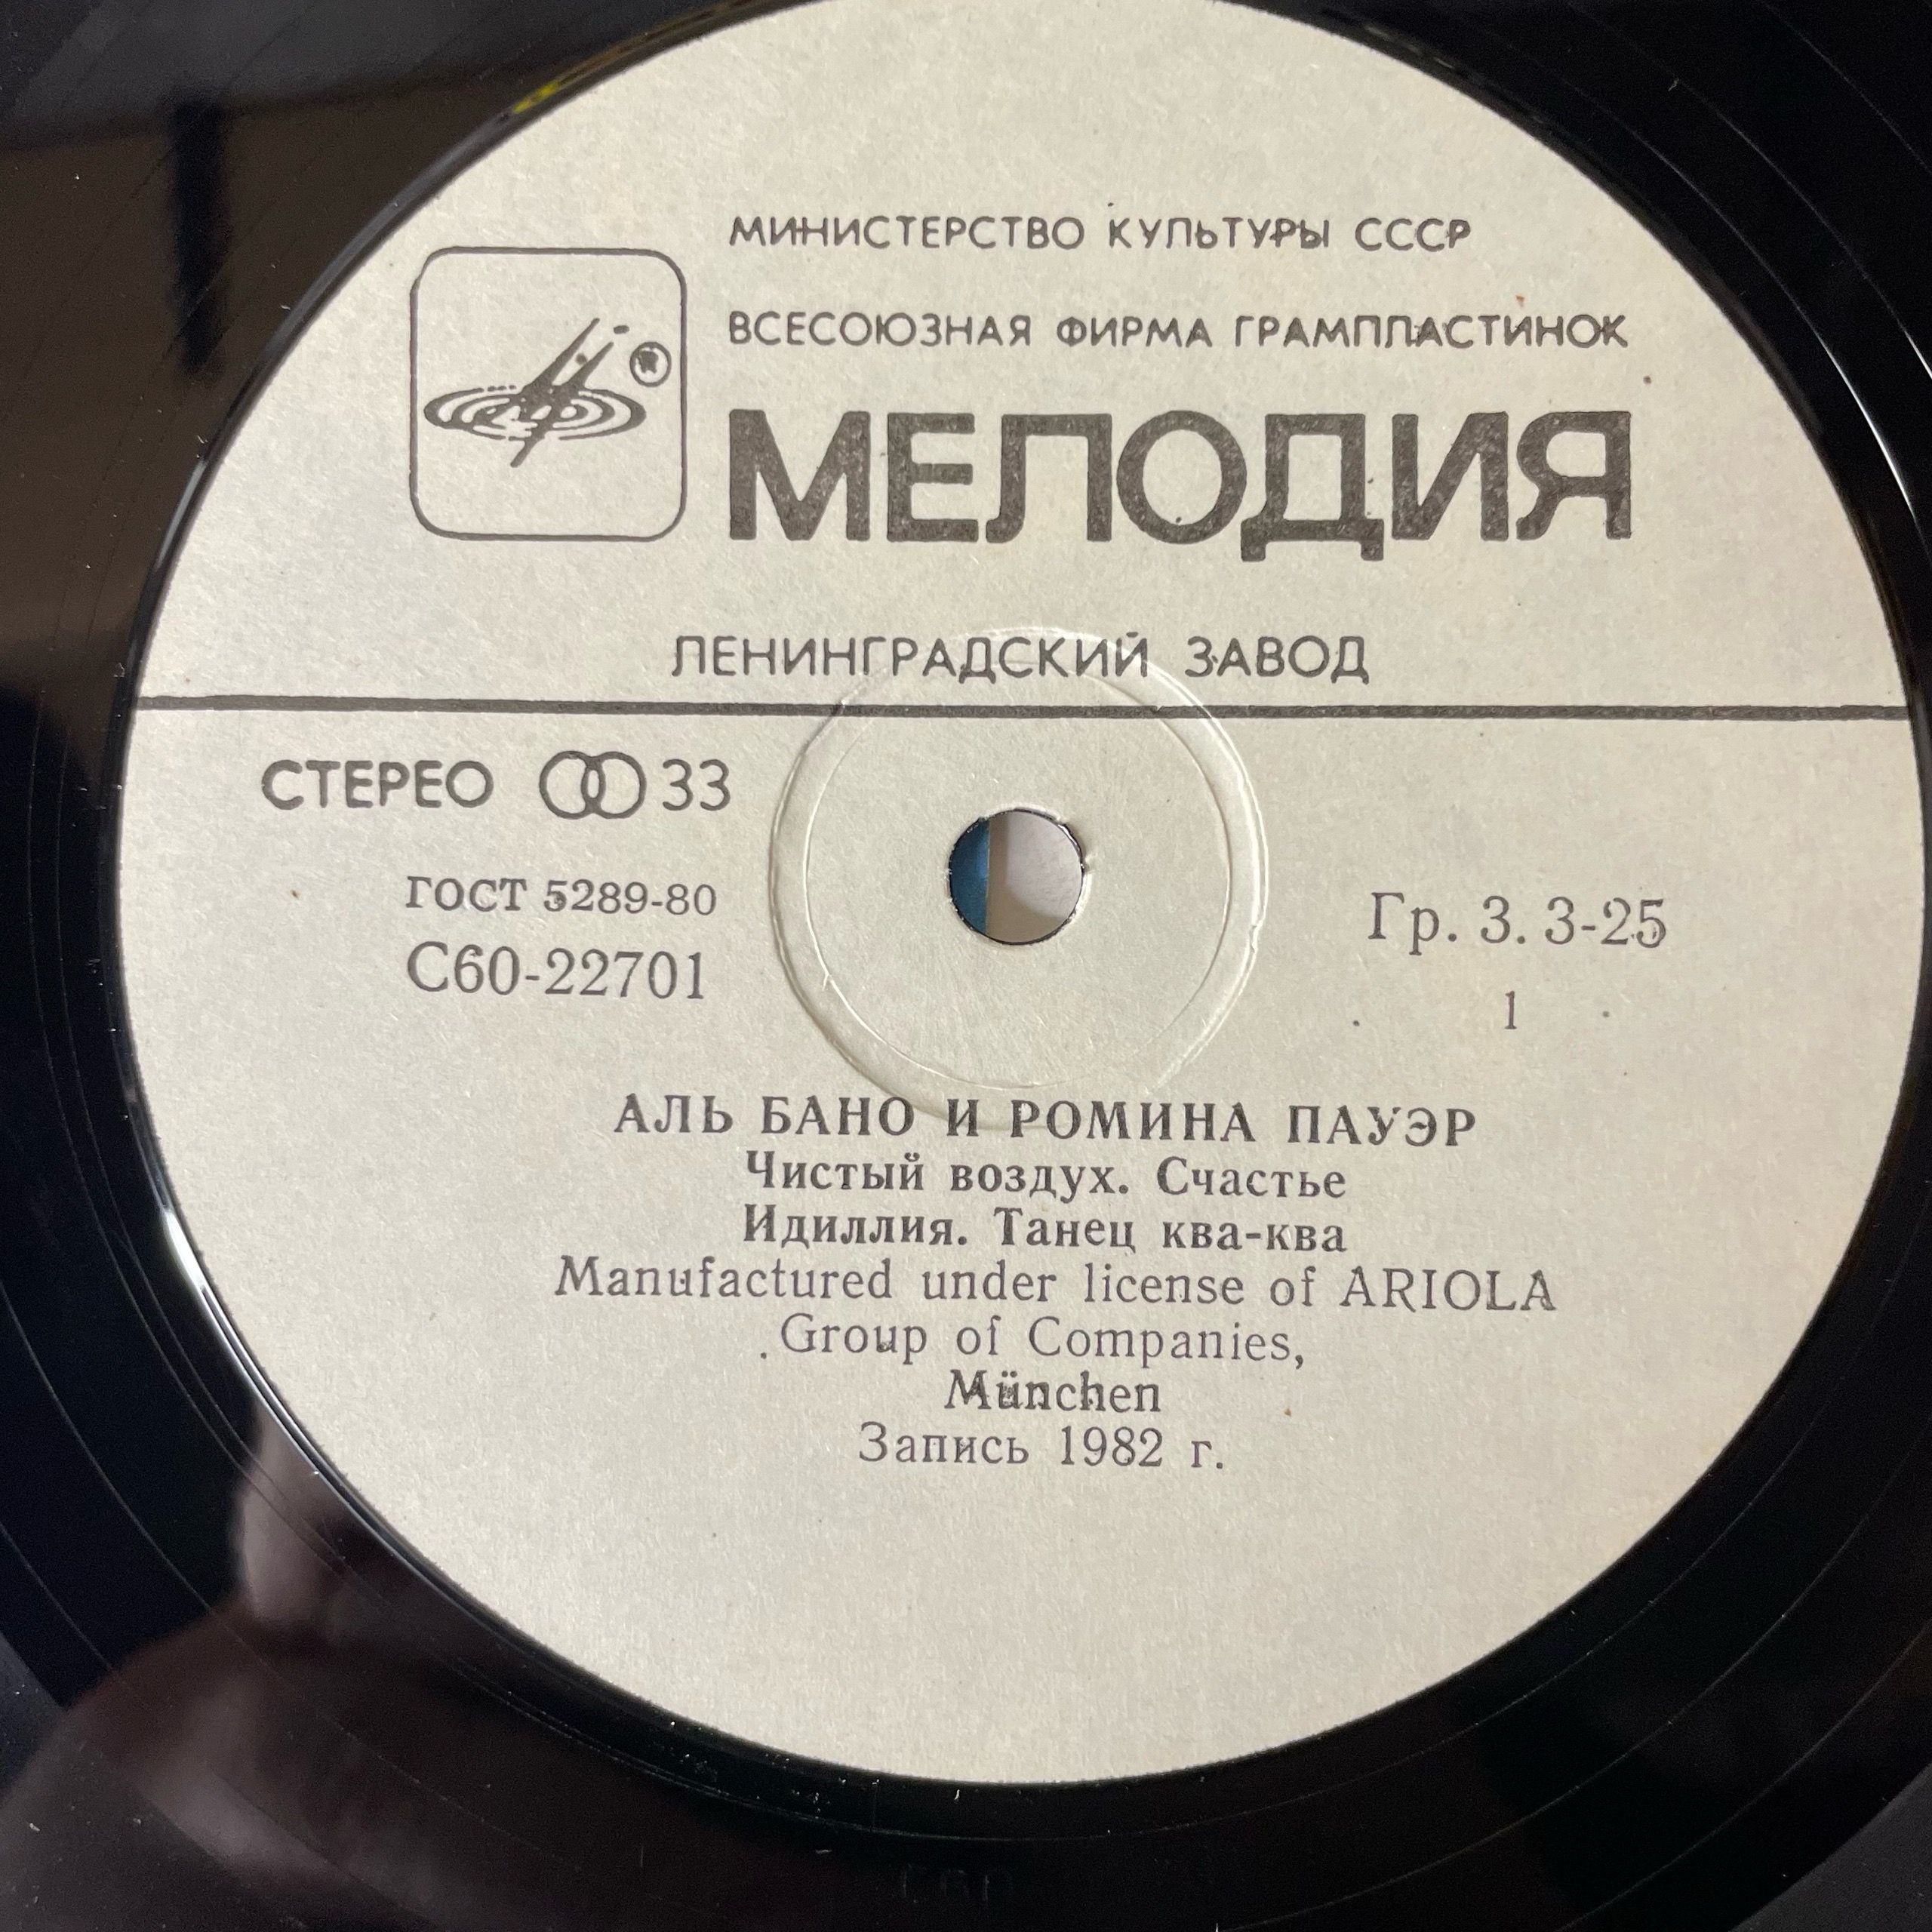 МИНИСТЕРСТВО КУЛЬТУРЫ СССР
ВСЕСОЮЗНАЯ ФИРМА ГРАМПЛАСТИНОК
МЕЛОДИЯ
ЛЕНИНГРАДСКИЙ ЗАВОД
СТЕРЕО 33
ГОСТ 5289-80
С60-22701
Гр. 3. 3-25
1
АЛЬ БАНО И РОМИНА ПАУЭР
Чистый воздух. Счастье
Идиллия. Танец ква-ква
Manufactured under license of ARIOLA
Group of Companies,
München
Запись 1982 г.